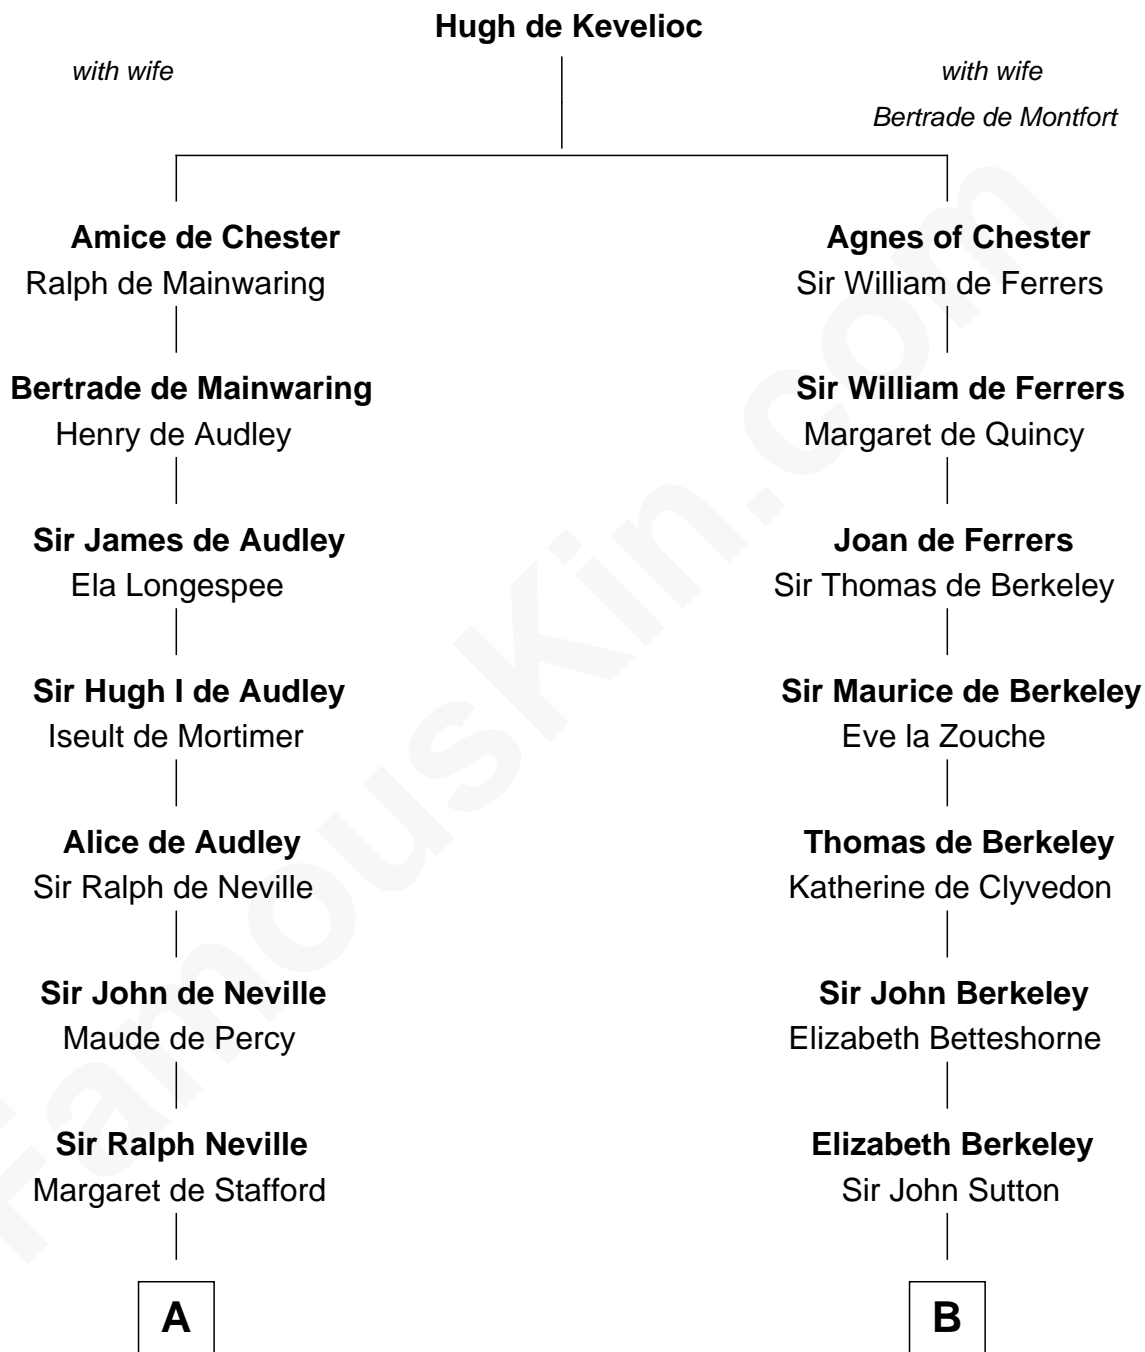 Hugh de Kevelioc
with wife
with wife
Bertrade de Montfort
Amice de Chester
Ralph de Mainwaring
Agnes of Chester
Sir William de Ferrers
Bertrade de Mainwaring
Henry de Audley
Sir William de Ferrers
Margaret de Quincy
Sir James de Audley
Ela Longespee
Joan de Ferrers
Sir Thomas de Berkeley
Sir Hugh I de Audley
Iseult de Mortimer
Sir Maurice de Berkeley
Eve la Zouche
Alice de Audley
Sir Ralph de Neville
Thomas de Berkeley
Katherine de Clyvedon
Sir John de Neville
Maude de Percy
Sir John Berkeley
Elizabeth Betteshorne
Sir Ralph Neville
Margaret de Stafford
Elizabeth Berkeley
Sir John Sutton
A
B
FamousKin.com